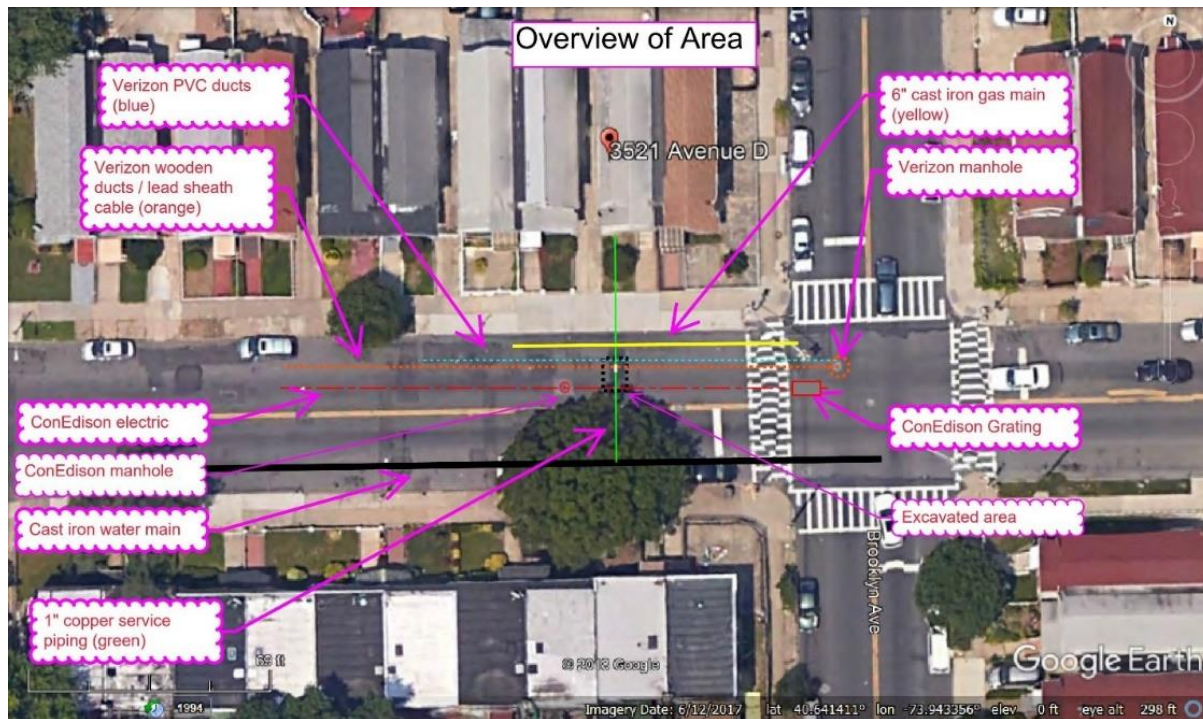 Overview of Area
Verizon PVC ducts
(blue)
Verizon wooden
ducts / lead sheath
cable (orange)
6" cast iron gas main
(yellow)
Verizon manhole
3521 Avenue D
ConEdison electric
ConEdison manhole
Cast iron water main
1" copper service
piping (green)
ConEdison Grating
Excavated area
Brooklyn Ave
N
69 ft
© 2018 Google
Google Earth
1994
Imagery Date: 6/12/2017 lat 40.641411° lon -73.943356° elev 0 ft eye alt 298 ft